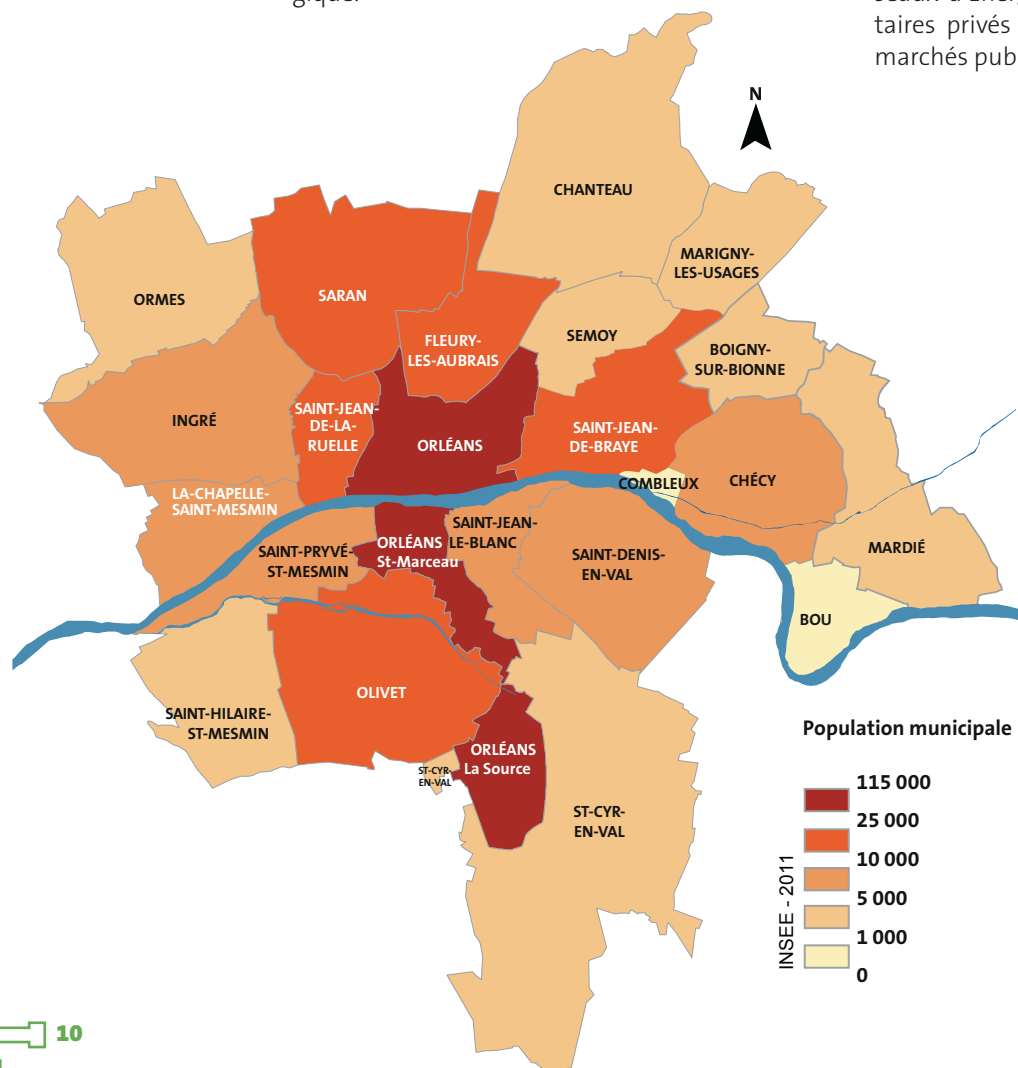 gique.
taires privés
marchés pub
N
CHANTEAU
MARIGNY-
LES-USAGES
ORMES
SARAN
SEMOY
FLEURY-
LES-AUBRAIS
BOIGNY-
SUR-BIONNE
INGRÉ
SAINT-JEAN-
DE-LA-
RUELLE
ORLÉANS
SAINT-JEAN-
DE-BRAYE
COMBLEUX
CHÉCY
LA-CHAPELLE-
SAINT-MESMIN
SAINT-PRYVÉ-
ST-MESMIN
ORLÉANS
St-Marceau
SAINT-JEAN-
LE-BLANC
SAINT-DENIS-
EN-VAL
MARDIÉ
BOU
OLIVET
SAINT-HILAIRE-
ST-MESMIN
ORLÉANS
La Source
ST-CYR-
EN-VAL
ST-CYR-
EN-VAL
Population municipale
115 000
25 000
10 000
5 000
1 000
0
INSEE - 2011
10